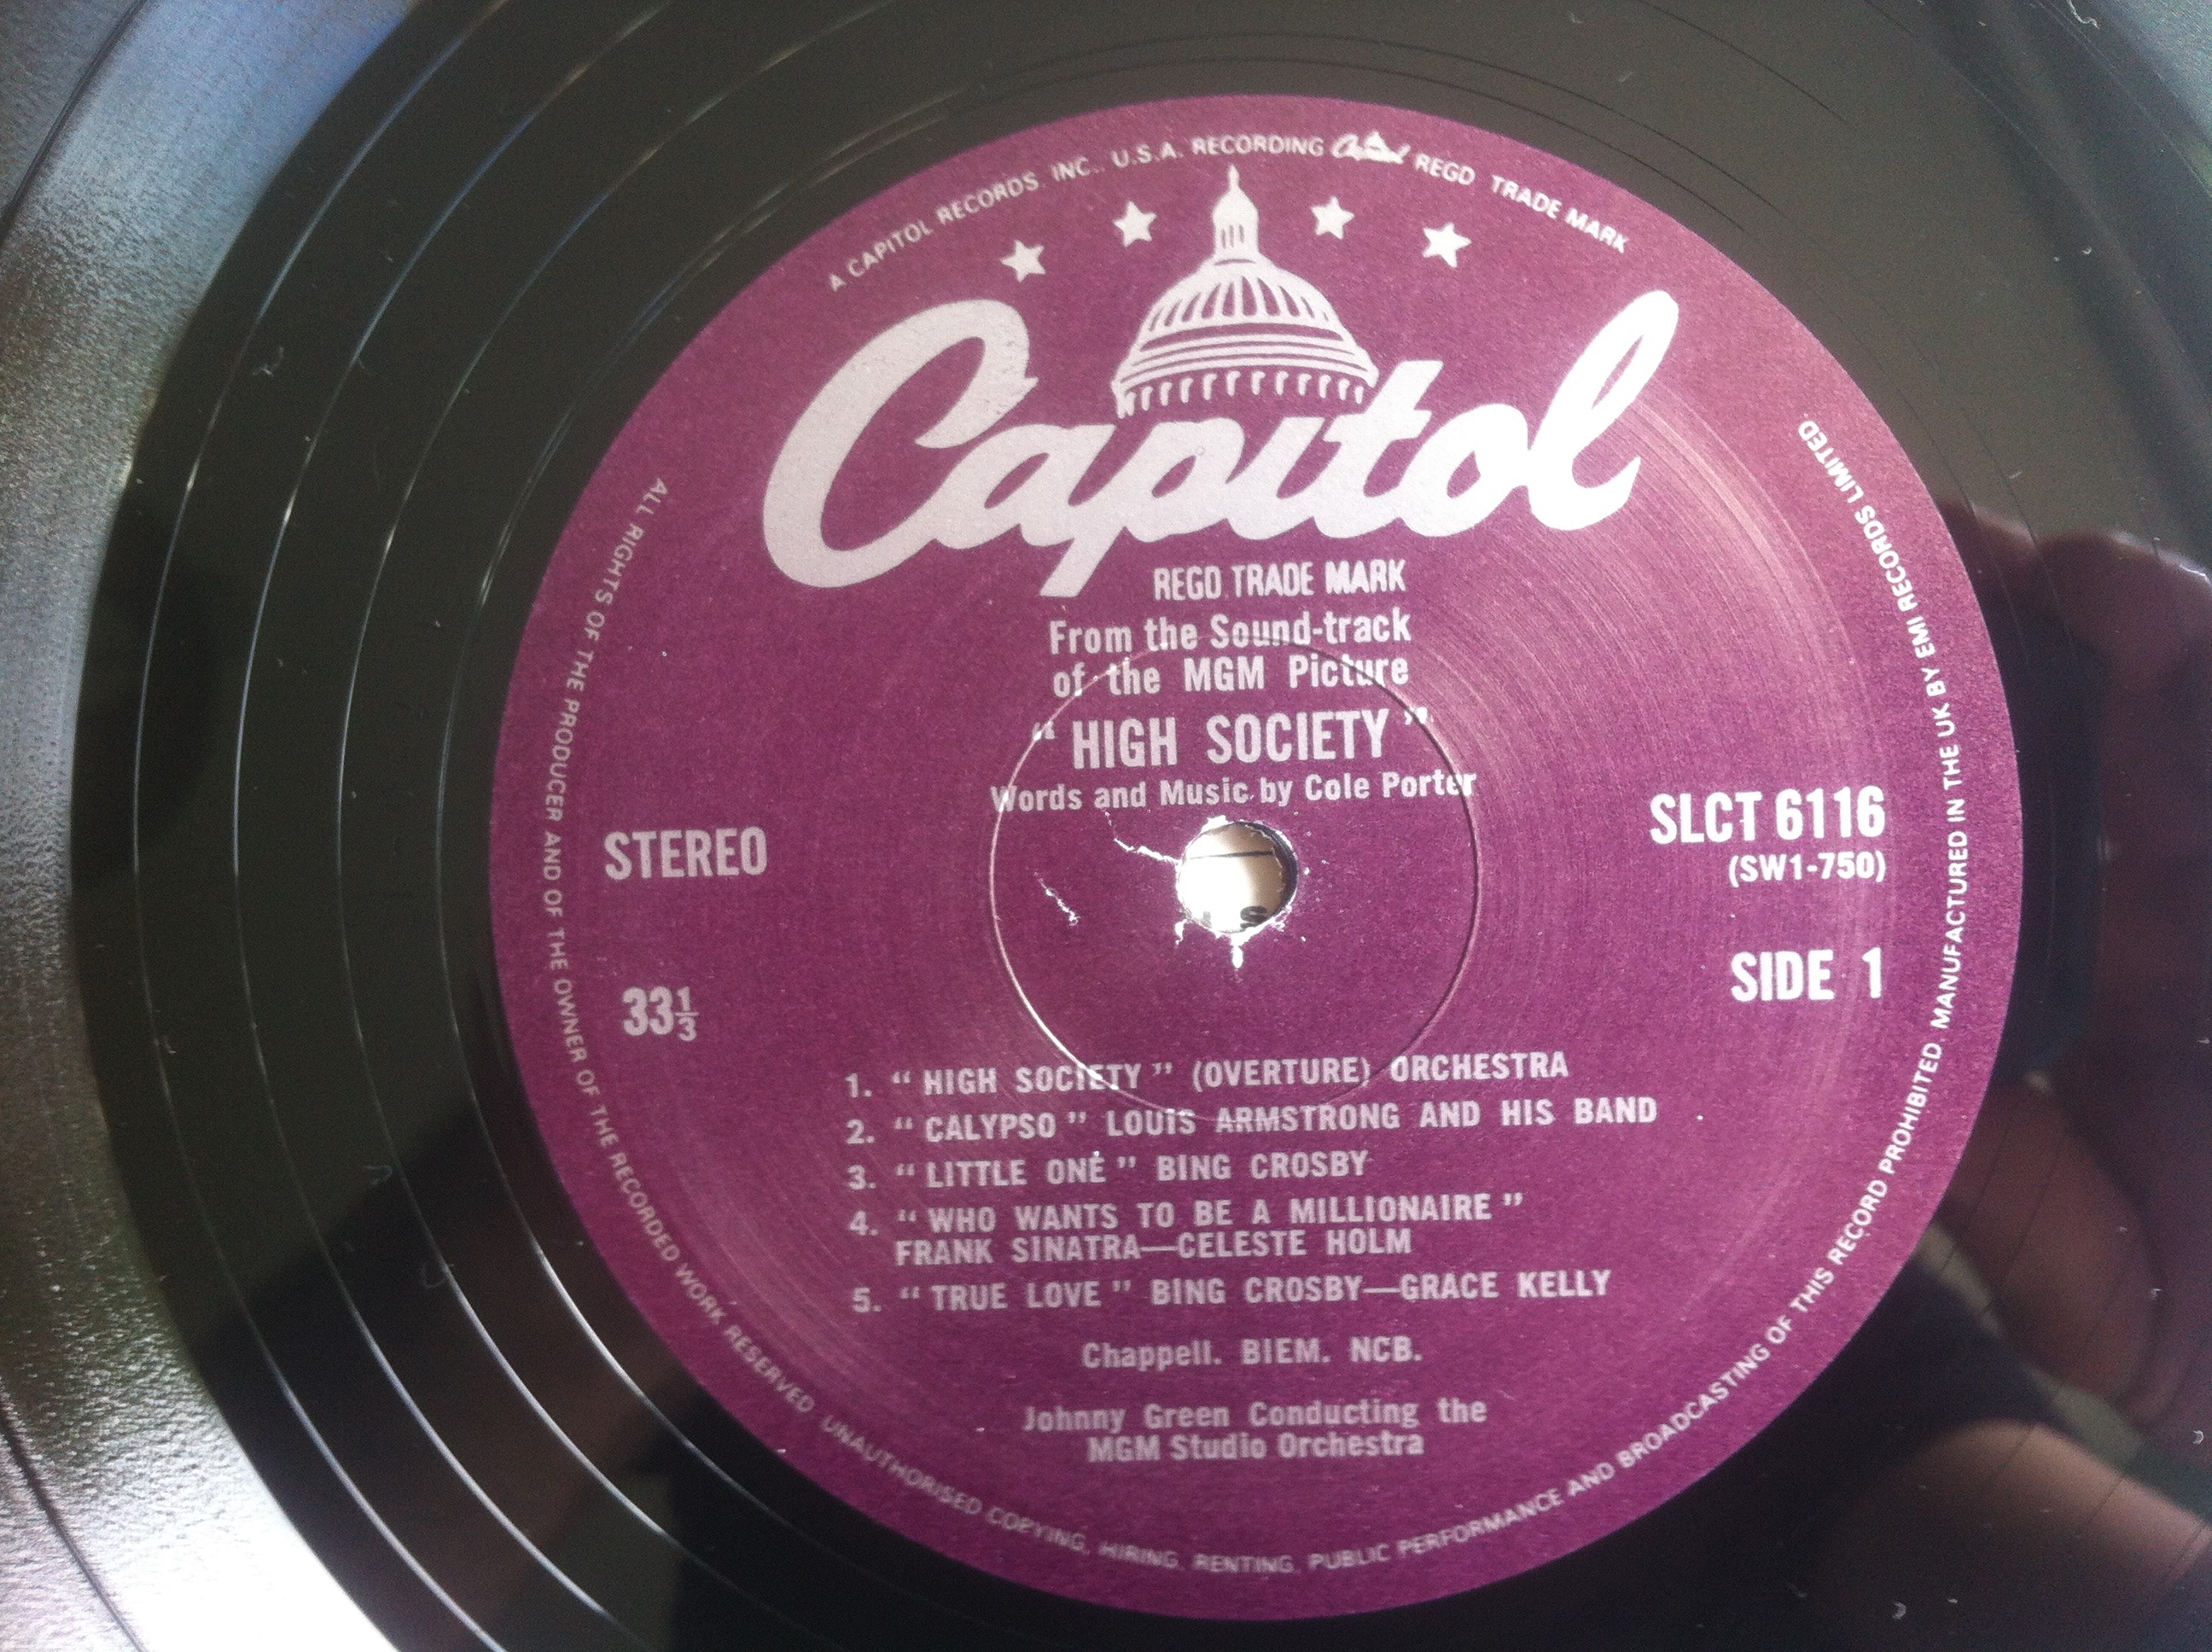 A CAPITOL RECORDS, INC., U.S.A. RECORDING Capitol REGD TRADE MARK
Capitol
REGD TRADE MARK
From the Sound-track
of the MGM Picture
“ HIGH SOCIETY ”
Words and Music by Cole Porter
STEREO
SLCT 6116
(SW1-750)
33⅓
SIDE 1
1. “ HIGH SOCIETY ” (OVERTURE) ORCHESTRA
2. “ CALYPSO ” LOUIS ARMSTRONG AND HIS BAND
3. “ LITTLE ONE ” BING CROSBY
4. “ WHO WANTS TO BE A MILLIONAIRE ”
FRANK SINATRA—CELESTE HOLM
5. “ TRUE LOVE ” BING CROSBY—GRACE KELLY
Chappell. BIEM. NCB.
Johnny Green Conducting the
MGM Studio Orchestra
ALL RIGHTS OF THE PRODUCER AND OF THE OWNER OF THE RECORDED WORK RESERVED. UNAUTHORISED COPYING, HIRING, RENTING, PUBLIC PERFORMANCE AND BROADCASTING OF THIS RECORD PROHIBITED. MANUFACTURED IN THE UK BY EMI RECORDS LIMITED.